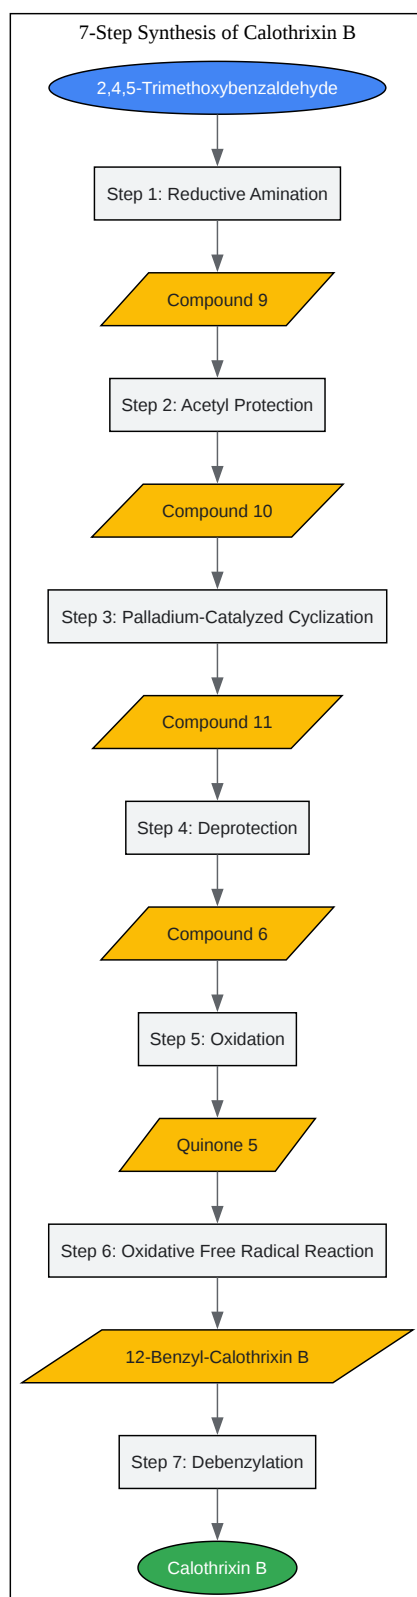 7-Step Synthesis of Calothrixin B
2,4,5-Trimethoxybenzaldehyde
Step 1: Reductive Amination
Compound 9
Step 2: Acetyl Protection
Compound 10
Step 3: Palladium-Catalyzed Cyclization
Compound 11
Step 4: Deprotection
Compound 6
Step 5: Oxidation
Quinone 5
Step 6: Oxidative Free Radical Reaction
12-Benzyl-Calothrixin B
Step 7: Debenzylation
Calothrixin B